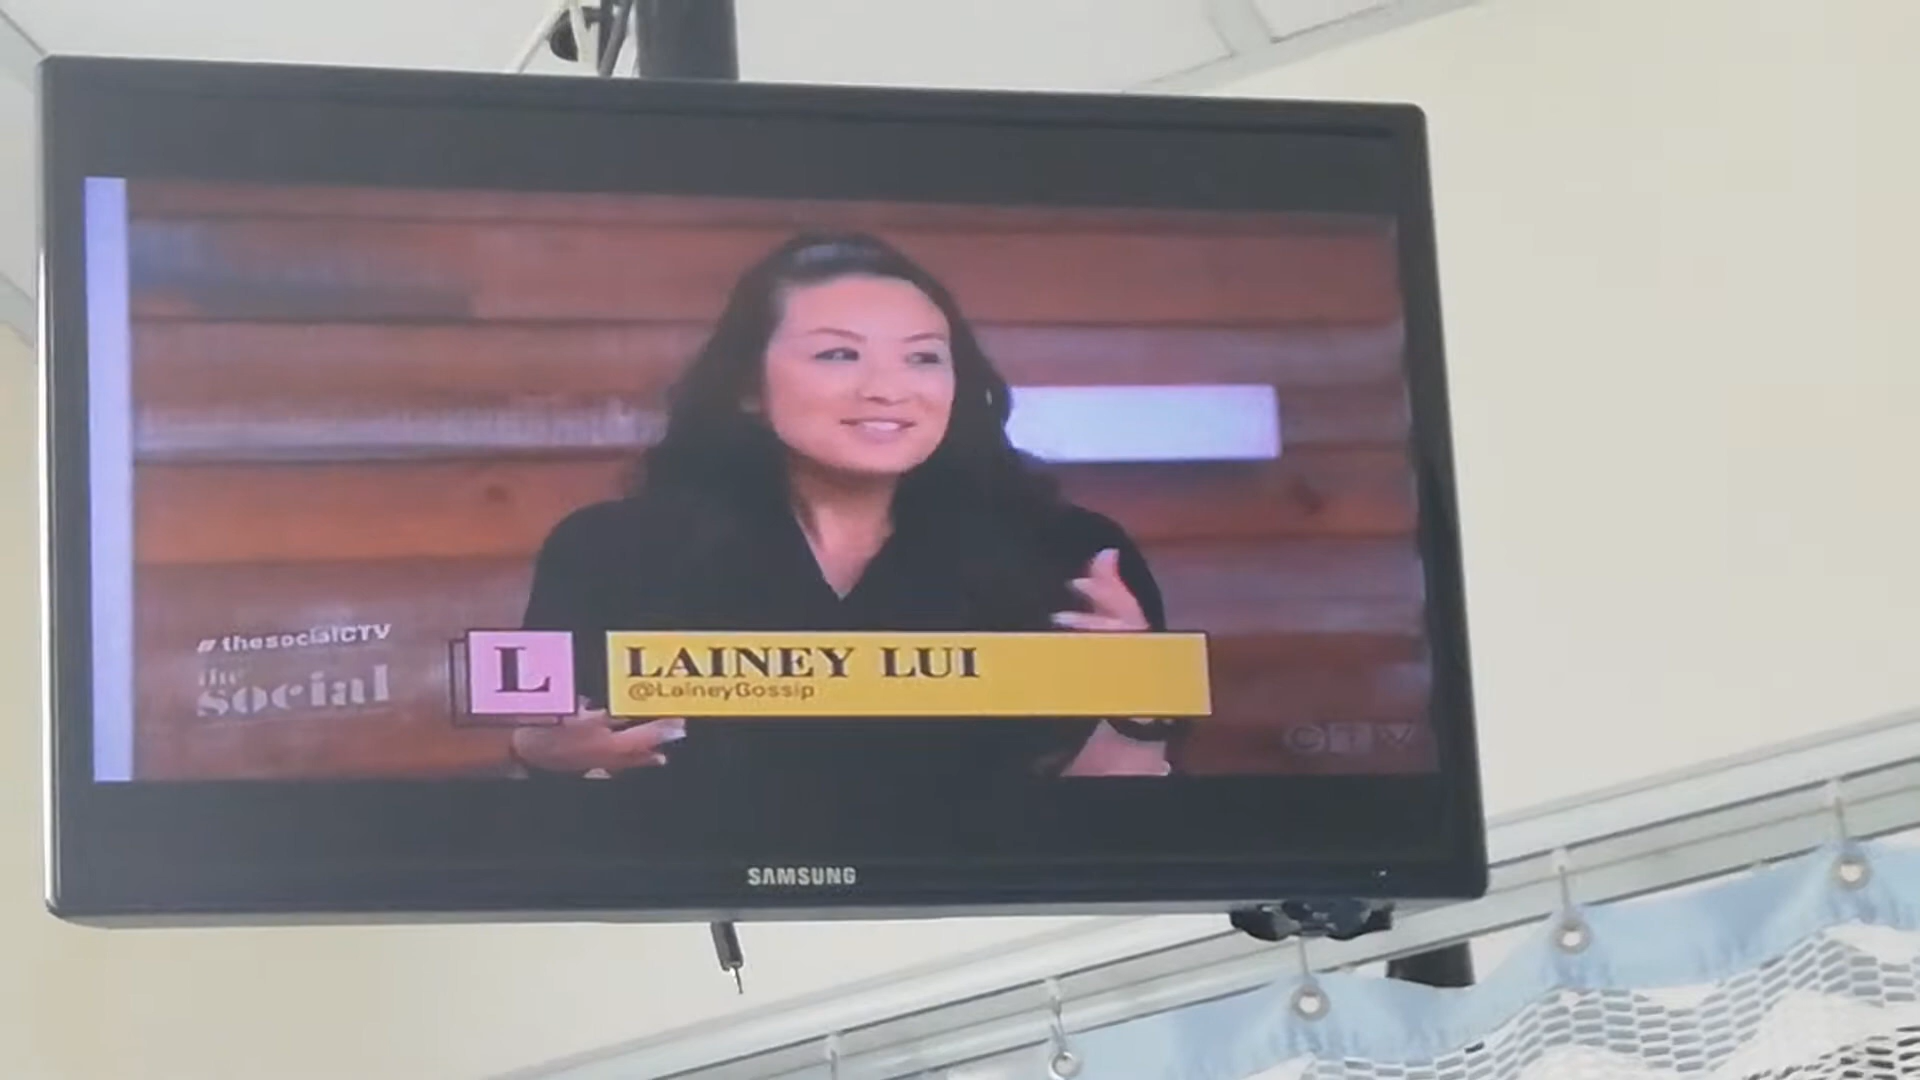 # thesocialCTV
the
social
L
LAINEY LUI
@LaineyGossip
CTV
SAMSUNG